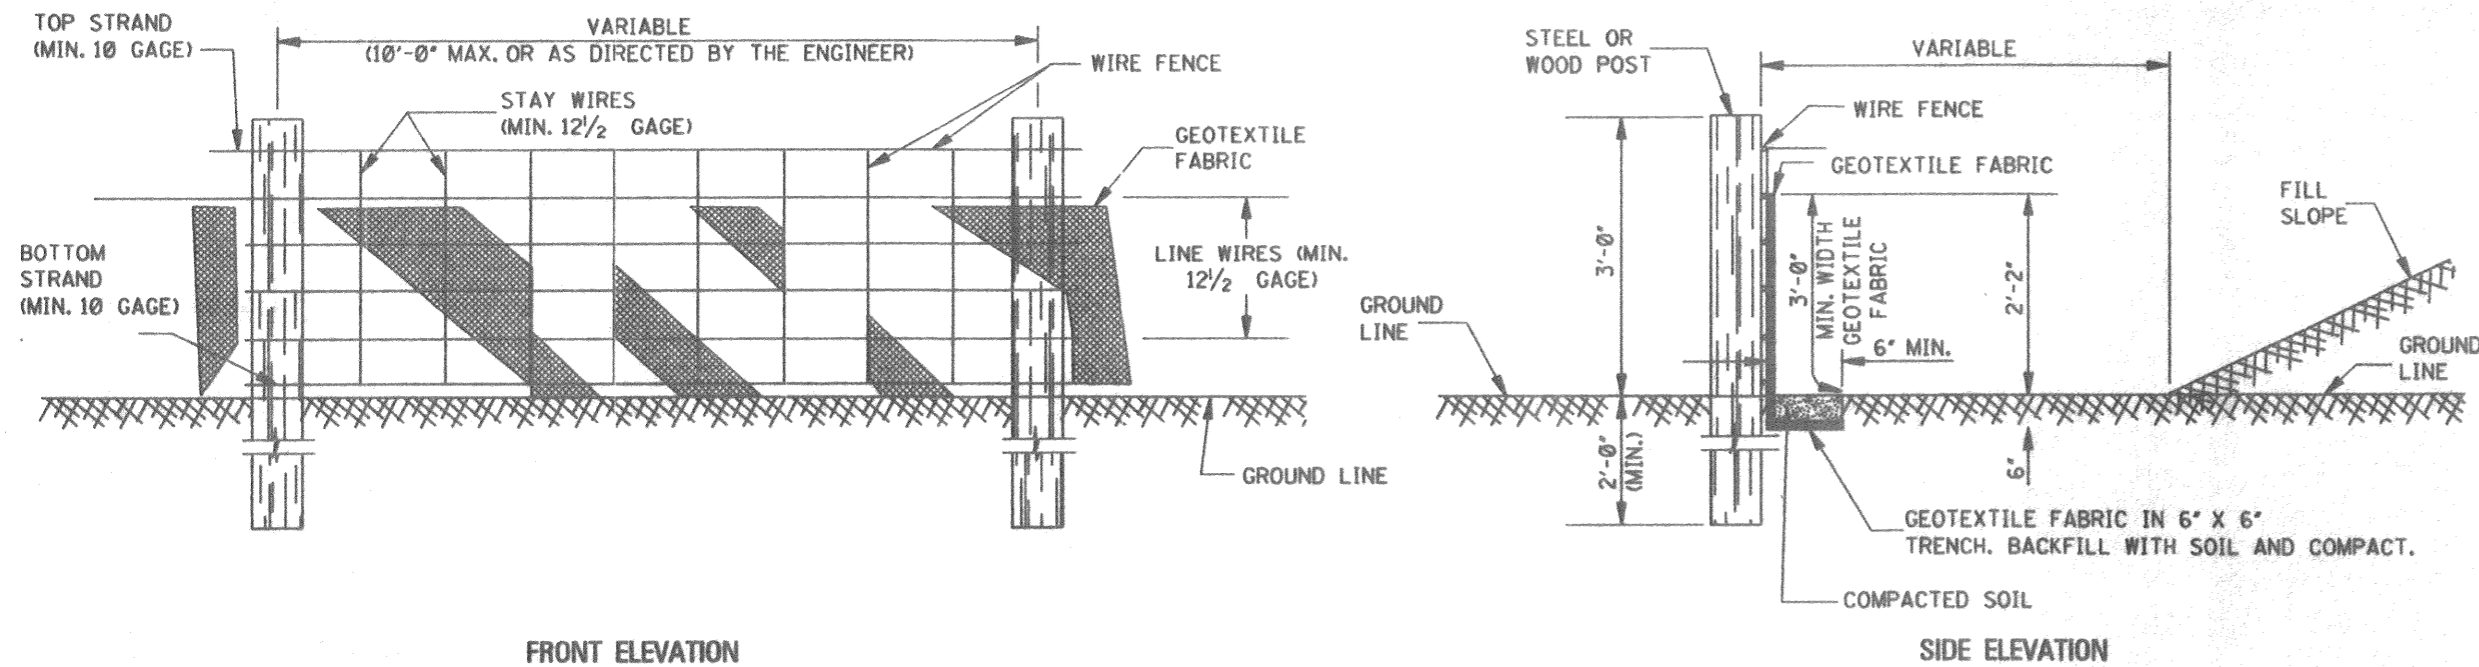 TOP STRAND
(MIN. 10 GAGE)
VARIABLE
(10'-0" MAX. OR AS DIRECTED BY THE ENGINEER)
WIRE FENCE
STAY WIRES
(MIN. 12 1/2 GAGE)
GEOTEXTILE
FABRIC
BOTTOM
STRAND
(MIN. 10 GAGE)
LINE WIRES (MIN.
12 1/2 GAGE)
GROUND LINE
FRONT ELEVATION
STEEL OR
WOOD POST
VARIABLE
WIRE FENCE
GEOTEXTILE FABRIC
FILL
SLOPE
3'-0"
3'-0"
MIN. WIDTH
GEOTEXTILE
FABRIC
2'-2"
GROUND
LINE
6" MIN.
GROUND
LINE
2'-0"
(MIN.)
6"
GEOTEXTILE FABRIC IN 6" X 6"
TRENCH. BACKFILL WITH SOIL AND COMPACT.
COMPACTED SOIL
SIDE ELEVATION